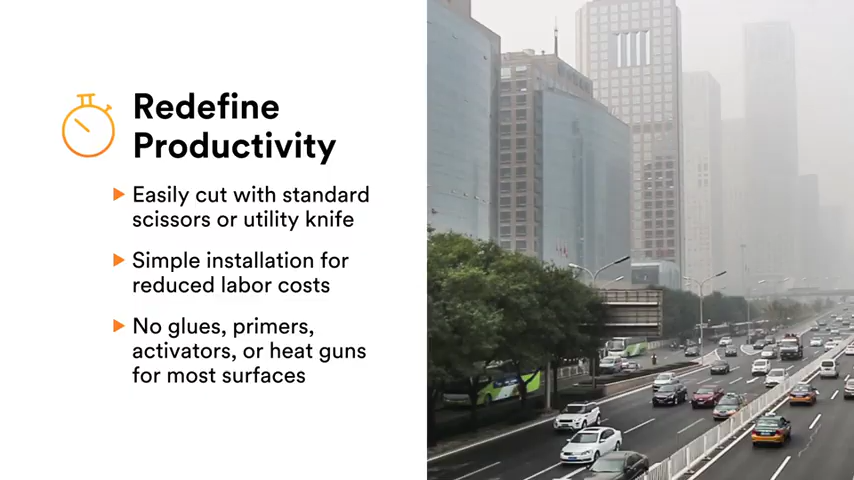 Redefine
Productivity
Easily cut with standard
scissors or utility knife
Simple installation for
reduced labor costs
No glues, primers,
activators, or heat guns
for most surfaces